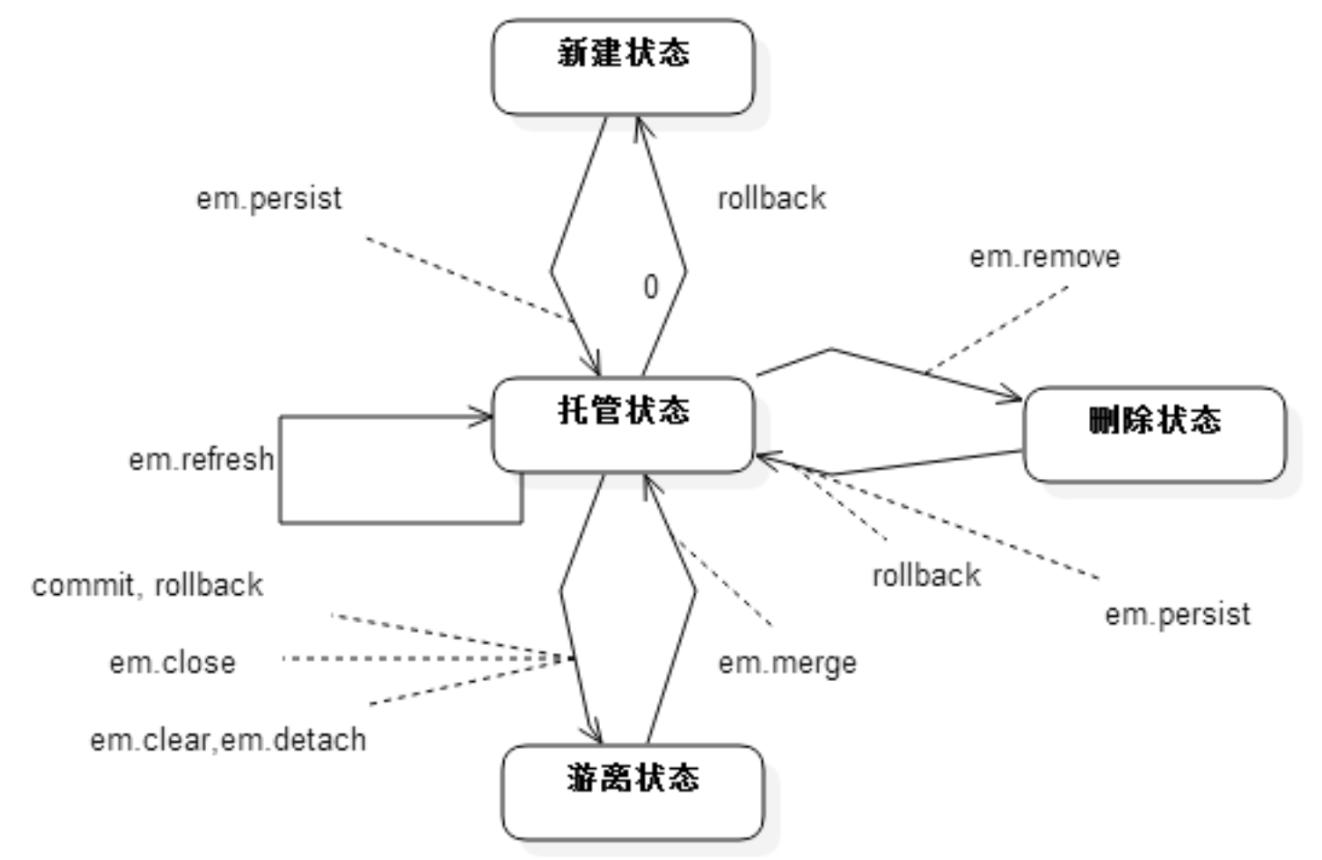 新建状态
em.persist
rollback
em.remove
0
托管状态
删除状态
em.refresh
commit, rollback
rollback
em.persist
em.close
em.merge
em.clear,em.detach
游离状态